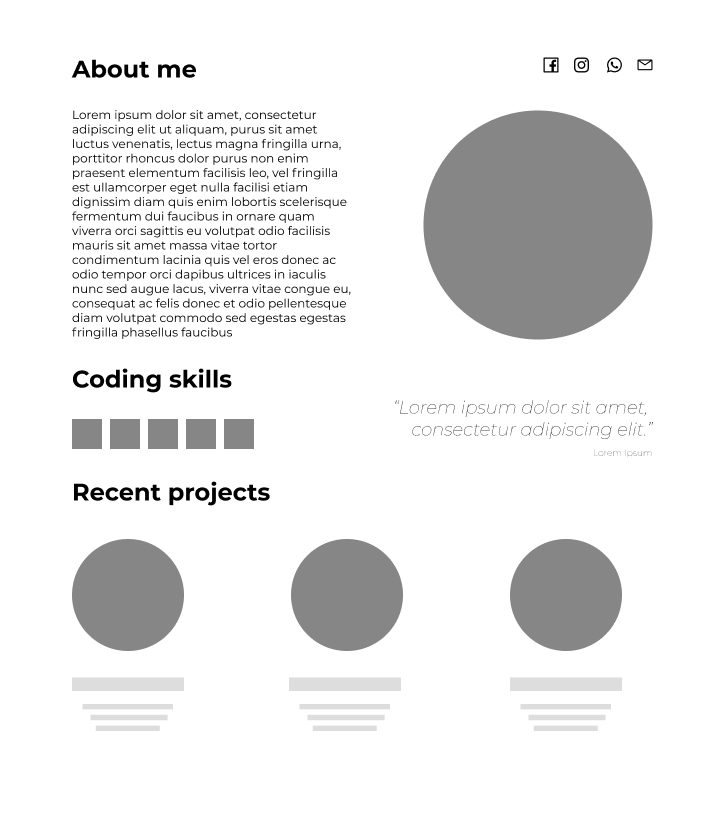 About me
Lorem ipsum dolor sit amet, consectetur
adipiscing elit ut aliquam, purus sit amet
luctus venenatis, lectus magna fringilla urna,
porttitor rhoncus dolor purus non enim
praesent elementum facilisis leo, vel fringilla
est ullamcorper eget nulla facilisi etiam
dignissim diam quis enim lobortis scelerisque
fermentum dui faucibus in ornare quam
viverra orci sagittis eu volutpat odio facilisis
mauris sit amet massa vitae tortor
condimentum lacinia quis vel eros donec ac
odio tempor orci dapibus ultrices in iaculis
nunc sed augue lacus, viverra vitae congue eu,
consequat ac felis donec et odio pellentesque
diam volutpat commodo sed egestas egestas
fringilla phasellus faucibus
Coding skills
“Lorem ipsum dolor sit amet,
consectetur adipiscing elit.”
Lorem ipsum
Recent projects